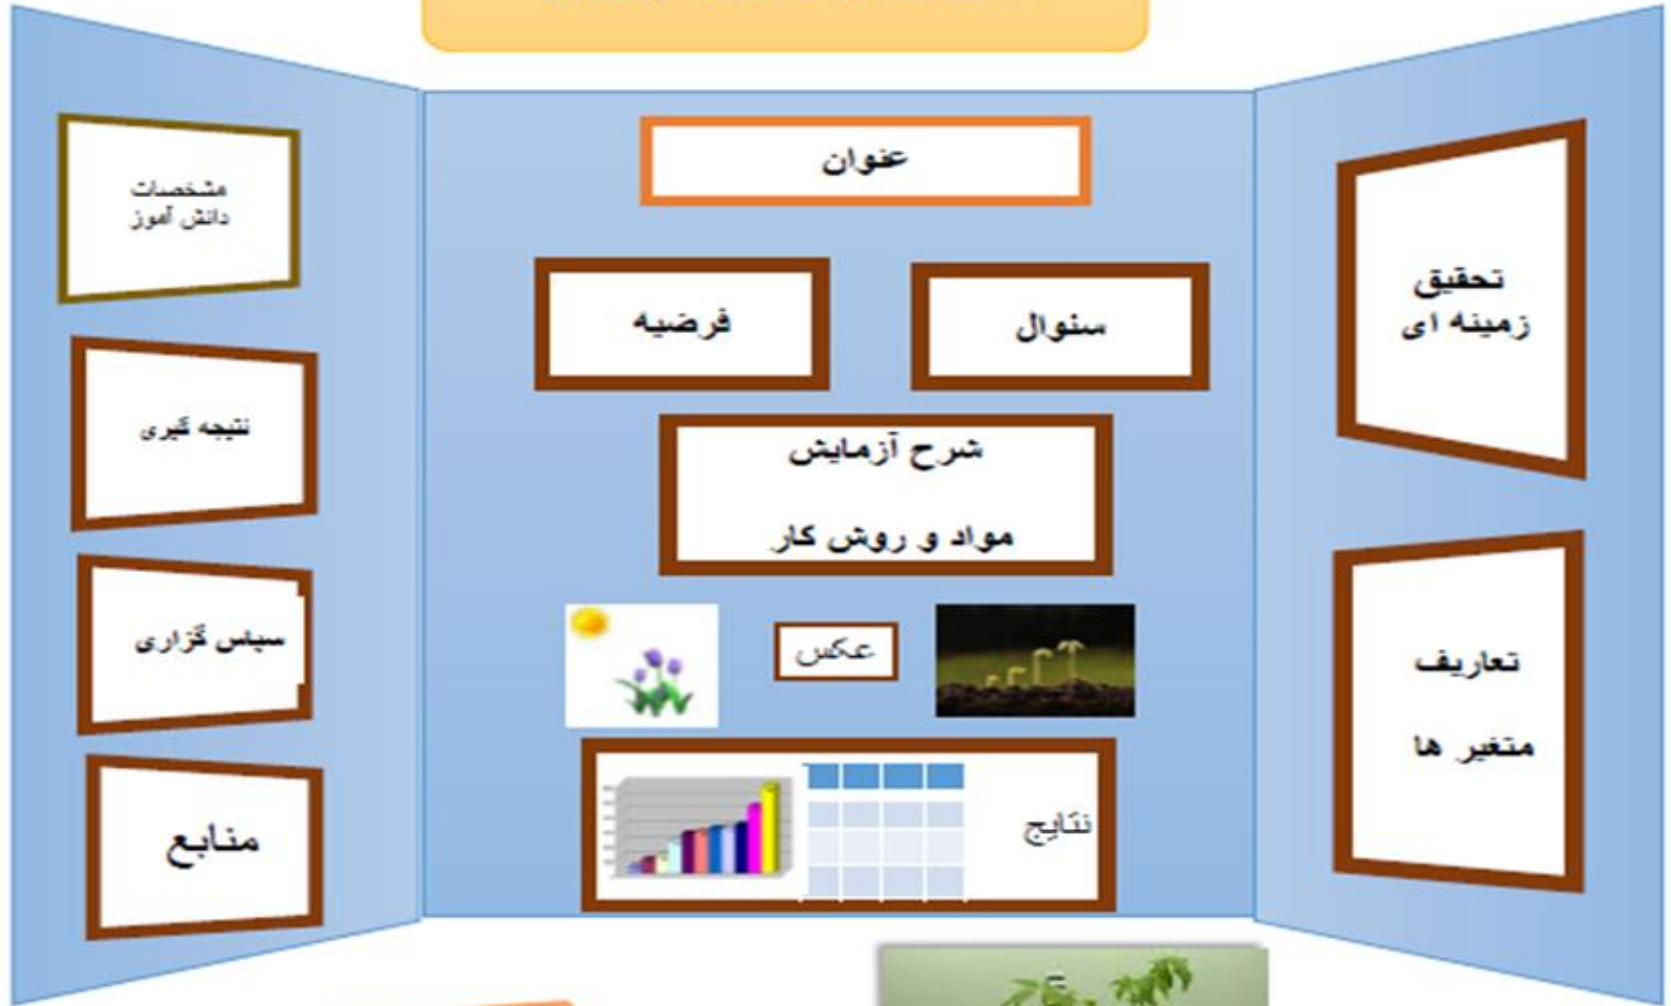 عنوان
سئوال
فرضیه
شرح آزمایش
مواد و روش کار
عکس
نتایج
تحقیق
زمینه ای
تعاریف
متغیر ها
مشخصات
دانش آموز
نتیجه گیری
سپاس گزاری
منابع